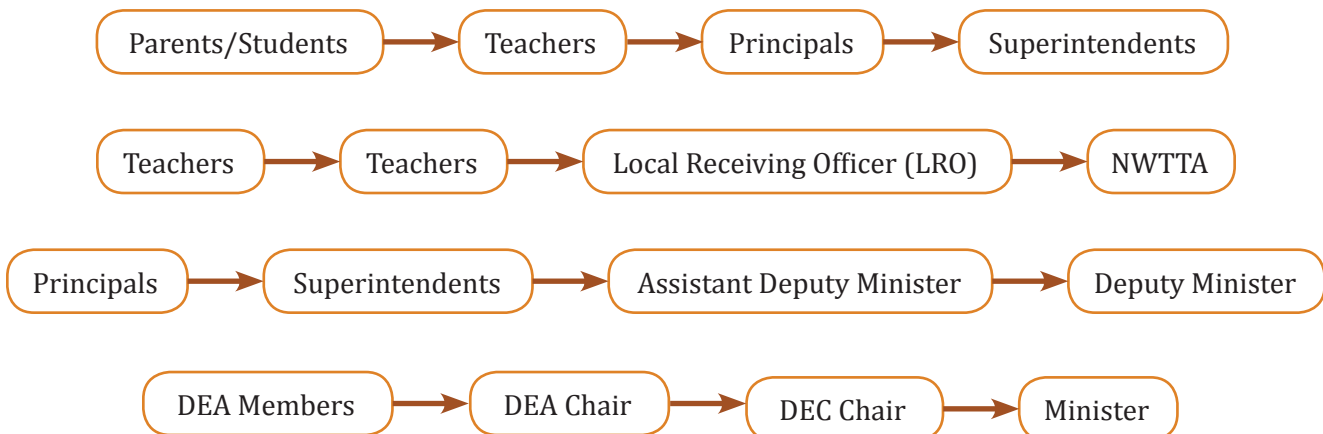 Parents/Students Teachers Principals Superintendents
Teachers Teachers Local Receiving Officer (LRO) NWTTA
Principals Superintendents Assistant Deputy Minister Deputy Minister
DEA Members DEA Chair DEC Chair Minister